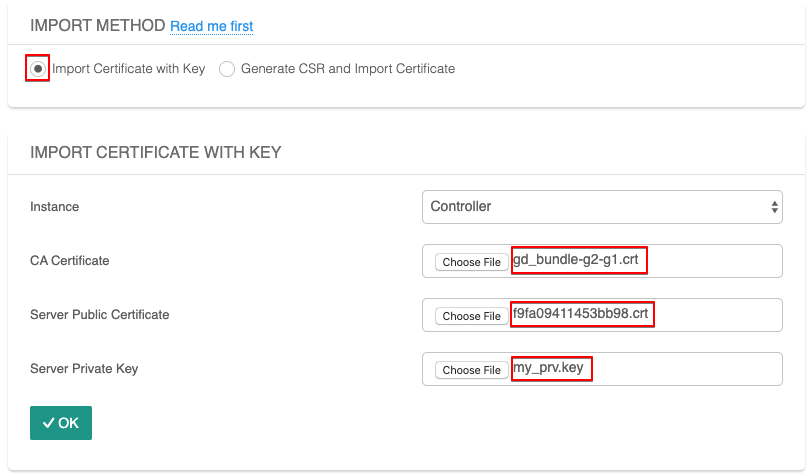 IMPORT METHOD Read me first
Import Certificate with Key Generate CSR and Import Certificate
IMPORT CERTIFICATE WITH KEY
Instance Controller
CA Certificate Choose File gd_bundle-g2-g1.crt
Server Public Certificate Choose File f9fa09411453bb98.crt
Server Private Key Choose File my_prv.key
OK